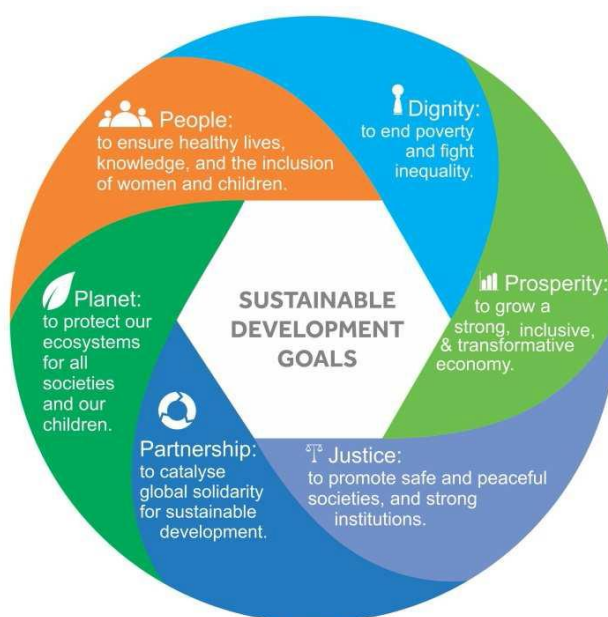 SUSTAINABLE
DEVELOPMENT
GOALS
Dignity:
to end poverty
and fight
inequality.
Prosperity:
to grow a
strong, inclusive,
& transformative
economy.
Justice:
to promote safe and peaceful
societies, and strong
institutions.
Partnership:
to catalyse
global solidarity
for sustainable
development.
Planet:
to protect our
ecosystems
for all
societies
and our
children.
People:
to ensure healthy lives,
knowledge, and the inclusion
of women and children.